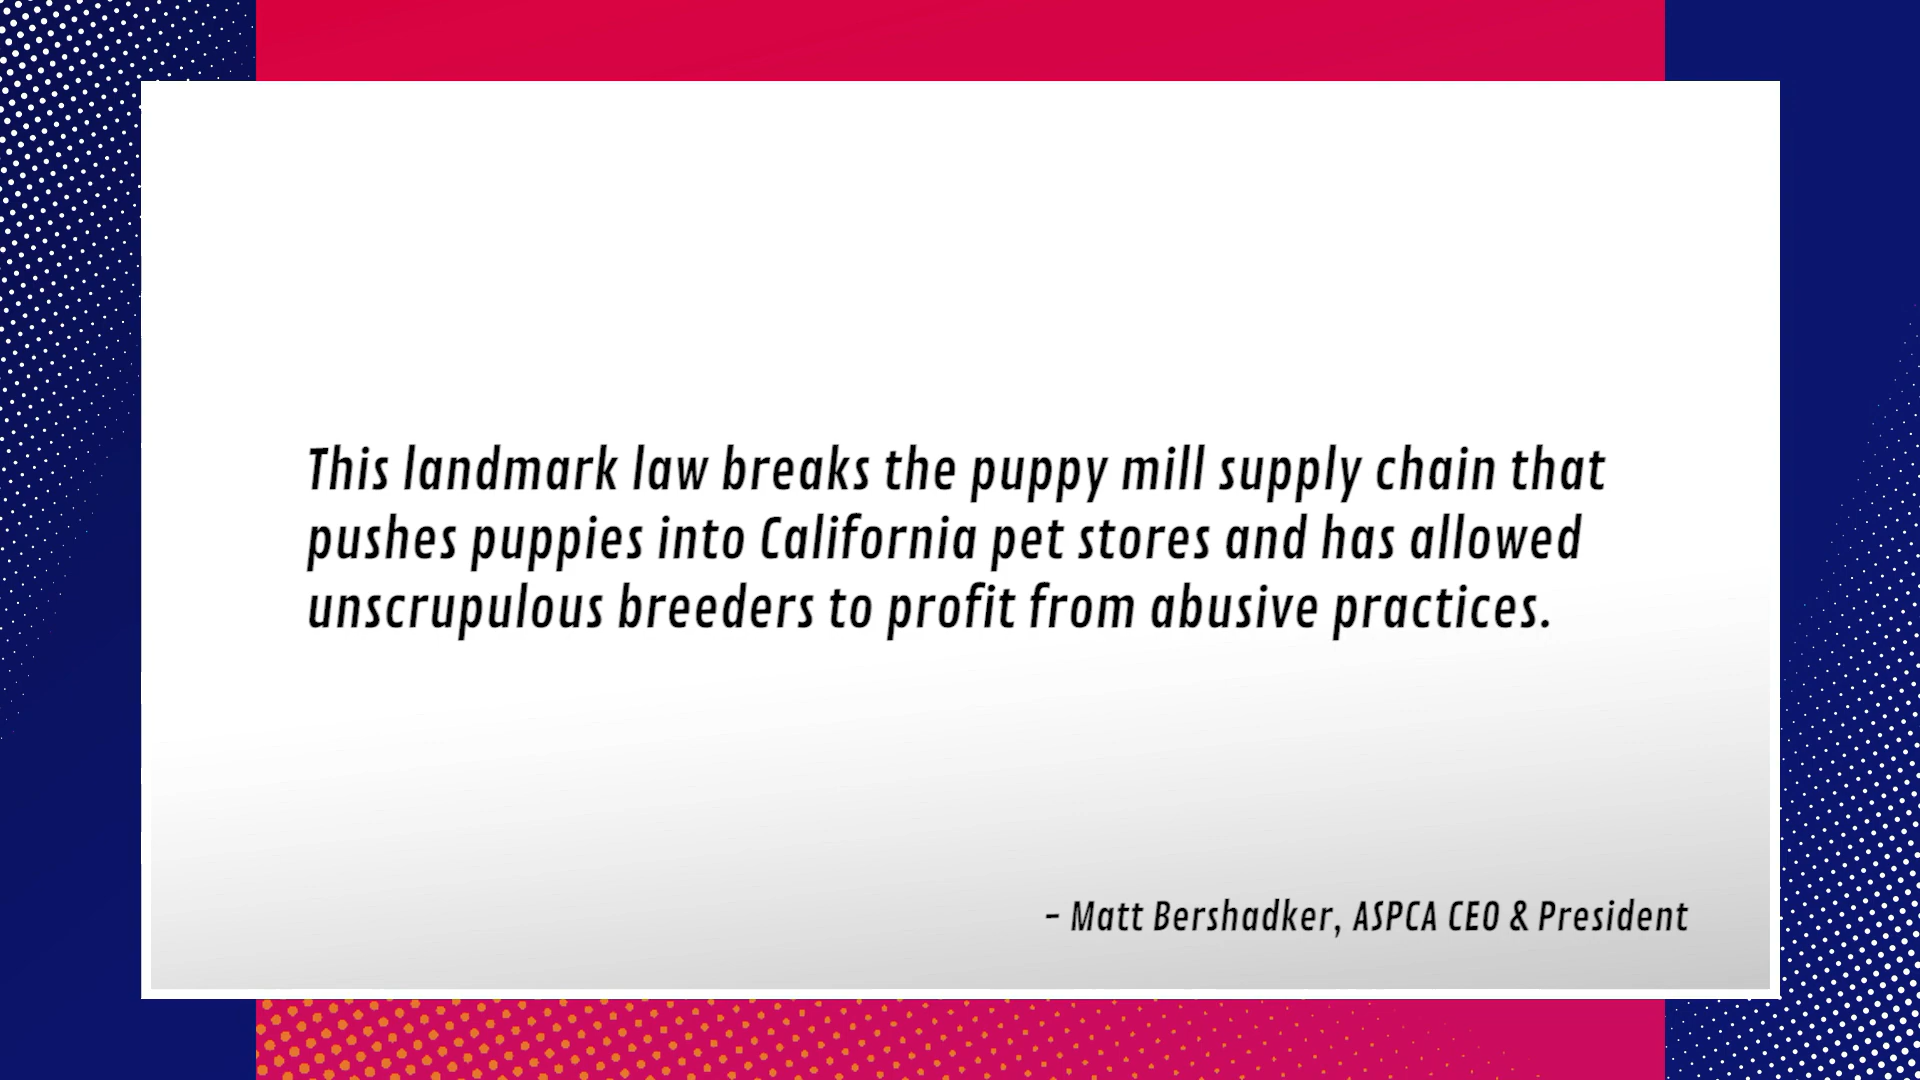 This landmark law breaks the puppy mill supply chain that
pushes puppies into California pet stores and has allowed
unscrupulous breeders to profit from abusive practices.
– Matt Bershadker, ASPCA CEO & President